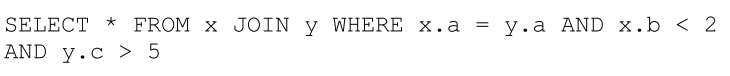 SELECT * FROM x JOIN y WHERE x.a = y.a AND x.b < 2
AND y.c > 5